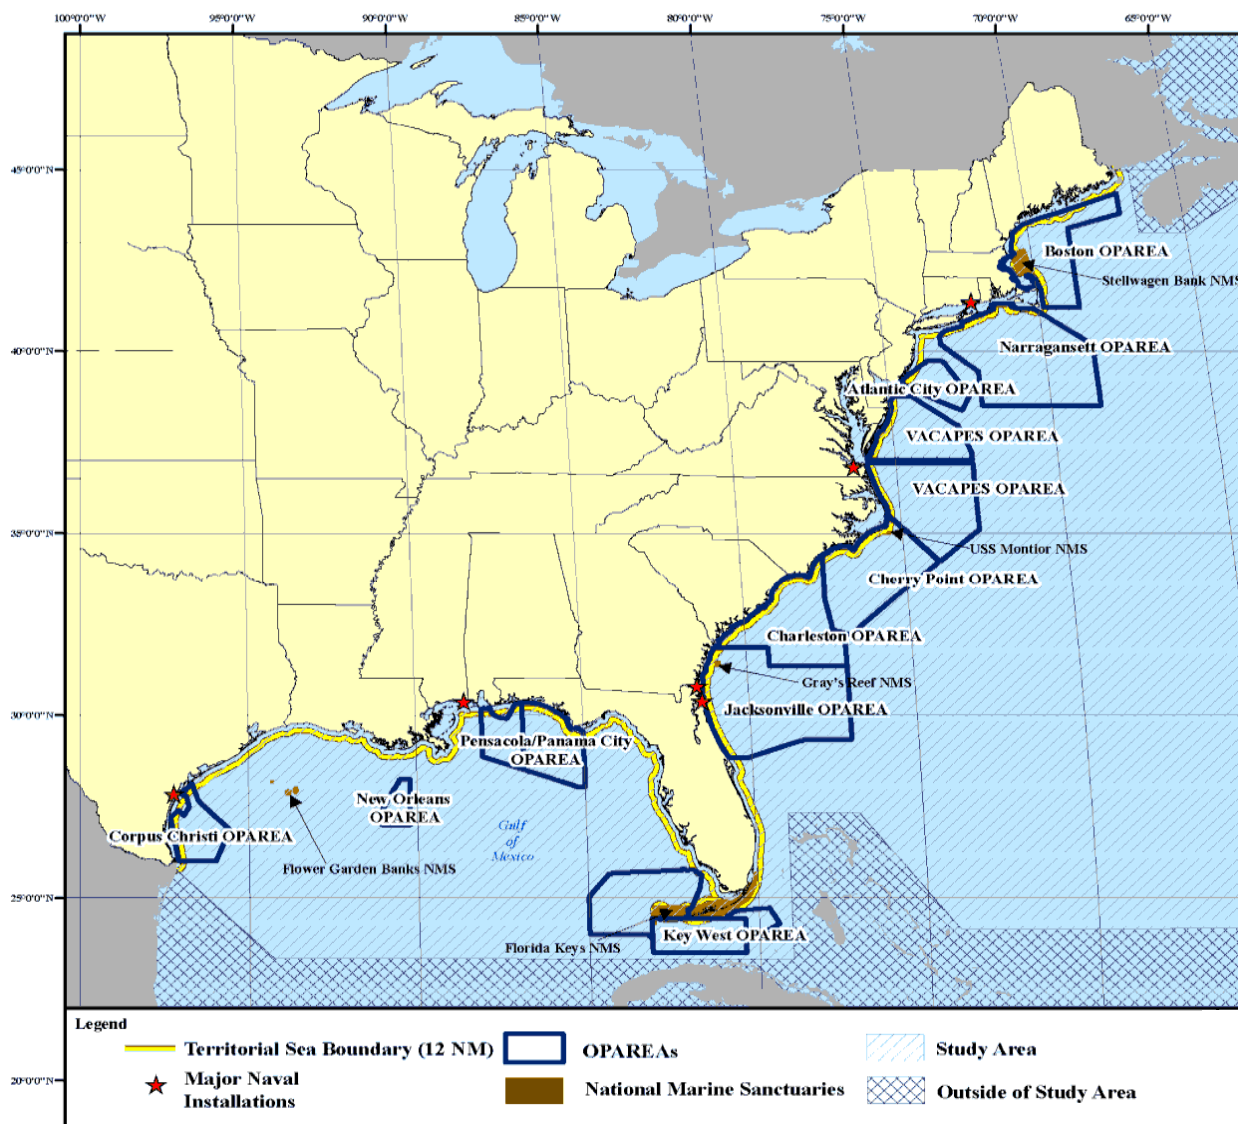 100°0'0"W 95°0'0"W 90°0'0"W 85°0'0"W 80°0'0"W 75°0'0"W 70°0'0"W 65°0'0"W
45°0'0"N
Boston OPAREA
Stellwagen Bank NMS
Narragansett OPAREA
40°0'0"N
Atlantic City OPAREA
VACAPES OPAREA
VACAPES OPAREA
35°0'0"N
USS Montior NMS
Cherry Point OPAREA
Charleston OPAREA
Gray's Reef NMS
30°0'0"N
Jacksonville OPAREA
Pensacola/Panama City
OPAREA
New Orleans
OPAREA
Gulf
of
Mexico
Corpus Christi OPAREA
Flower Garden Banks NMS
25°0'0"N
Key West OPAREA
Florida Keys NMS
Legend
Territorial Sea Boundary (12 NM)
OPAREAs
Study Area
Major Naval
Installations
National Marine Sanctuaries
Outside of Study Area
20°0'0"N